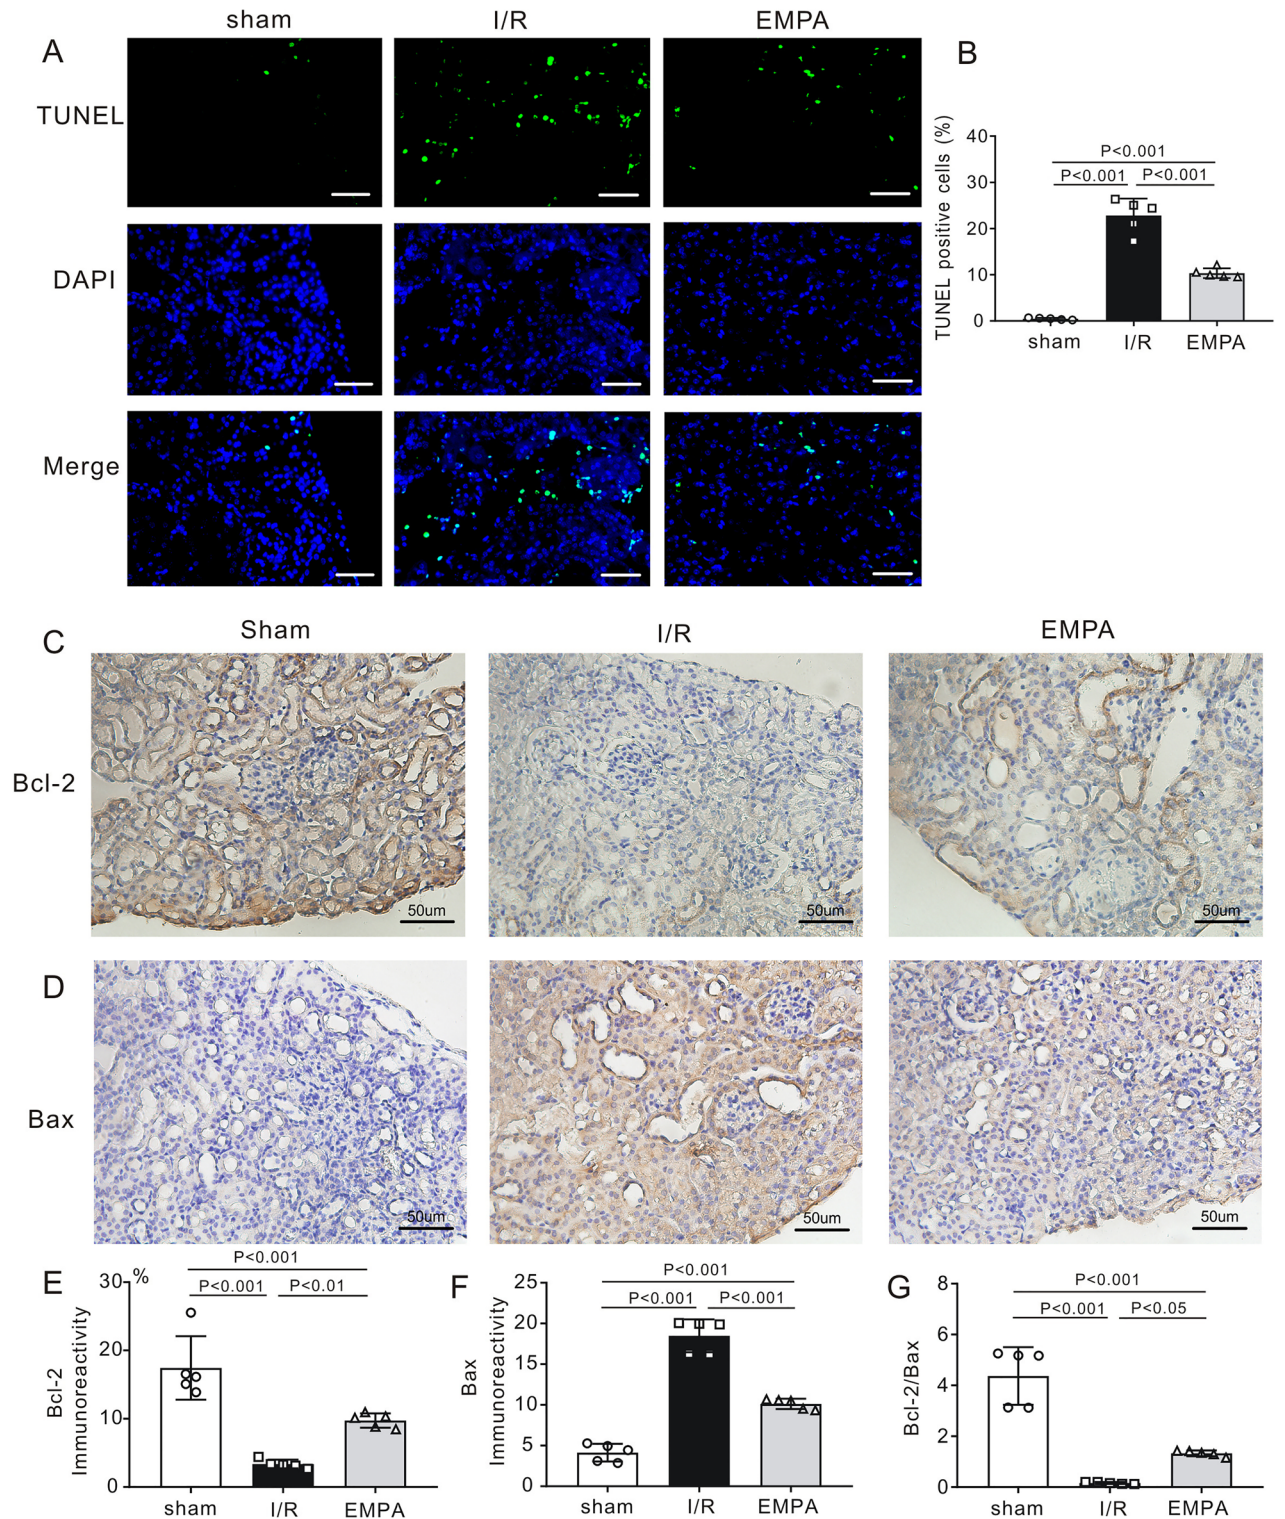 sham I/R EMPA
A
TUNEL
DAPI
Merge
B
TUNEL positive cells (%)
40
30
20
10
0
P<0.001
P<0.001 P<0.001
sham I/R EMPA
C
Sham I/R EMPA
Bcl-2
50um 50um 50um
D
Bax
50um 50um 50um
E
%
Bcl-2
Immunoreactivity
30
20
10
0
P<0.001
P<0.001 P<0.01
sham I/R EMPA
F
Bax
Immunoreactivity
25
20
15
10
5
0
P<0.001
P<0.001 P<0.001
sham I/R EMPA
G
Bcl-2/Bax
8
6
4
2
0
P<0.001
P<0.001 P<0.05
sham I/R EMPA